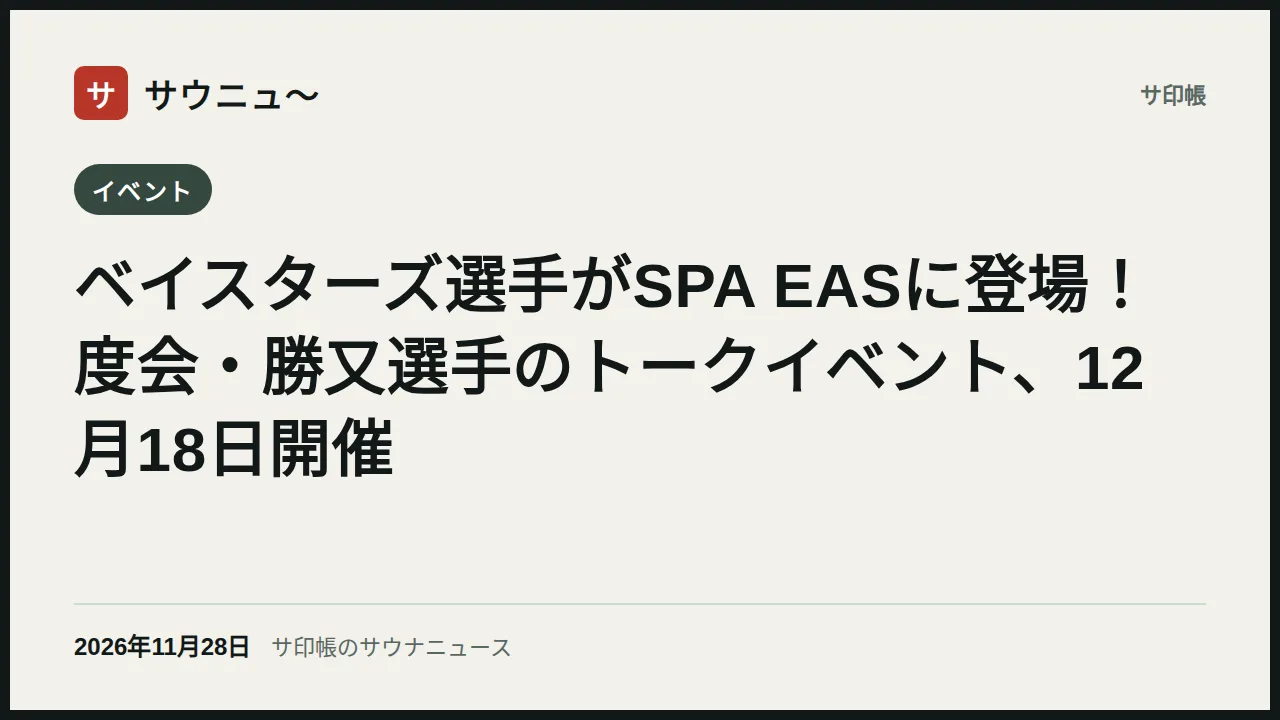 サ サウニュ〜
サ印帳
イベント
ベイスターズ選手がSPA EASに登場！
度会・勝又選手のトークイベント、12
月18日開催
2026年11月28日 サ印帳のサウナニュース